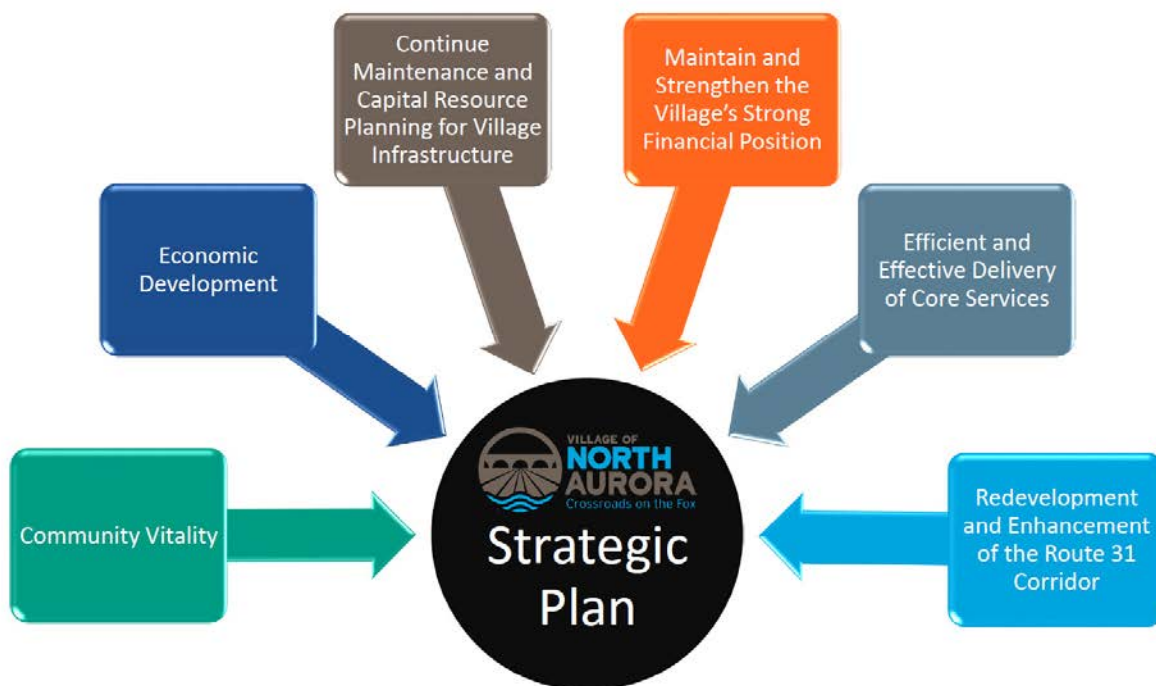 Continue
Maintenance and
Capital Resource
Planning for Village
Infrastructure
Maintain and
Strengthen the
Village's Strong
Financial Position
Economic
Development
Efficient and
Effective Delivery
of Core Services
Community Vitality
VILLAGE OF
NORTH
AURORA
Crossroads on the Fox
Strategic
Plan
Redevelopment
and Enhancement
of the Route 31
Corridor